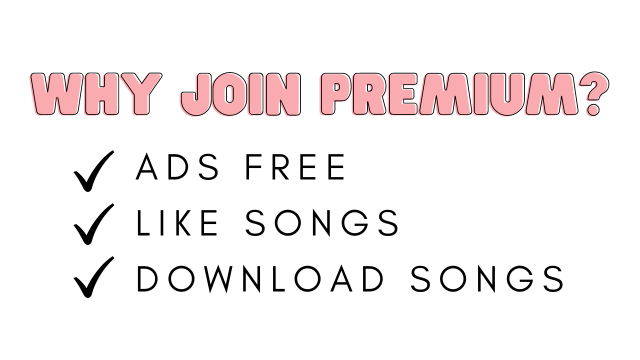 WHY JOIN PREMIUM?
✓ ADS FREE
✓ LIKE SONGS
✓ DOWNLOAD SONGS